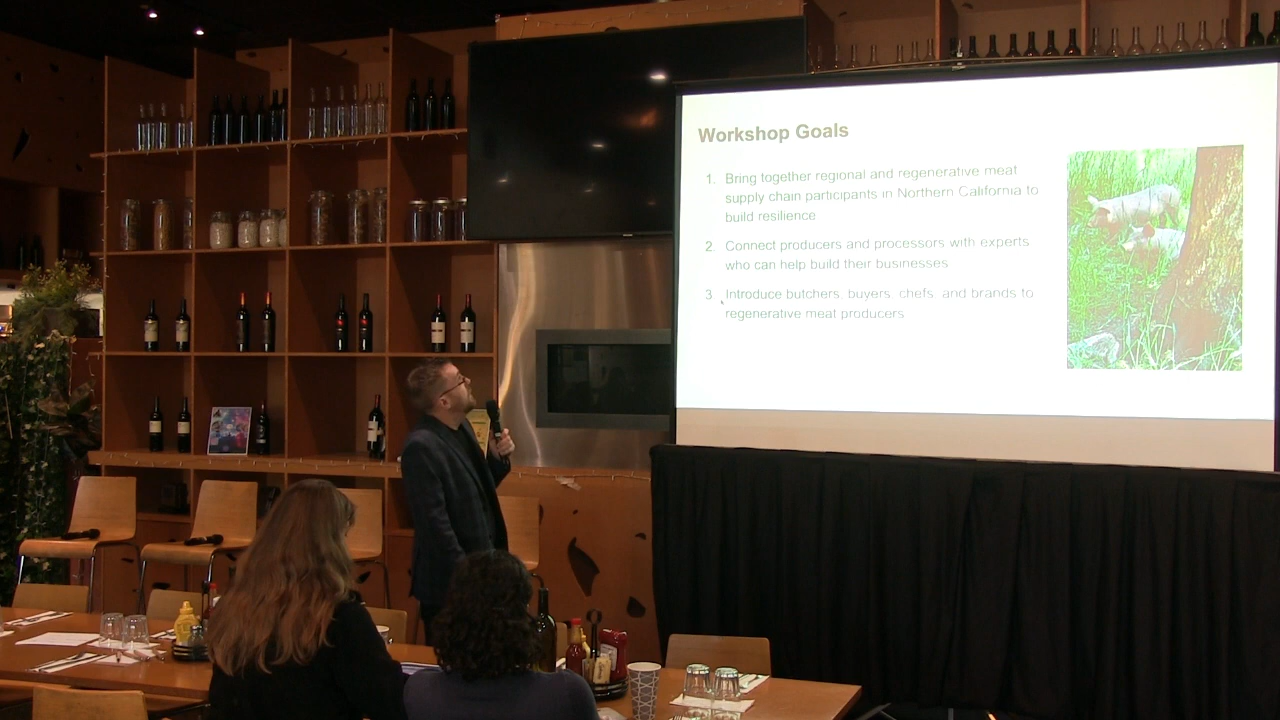 Workshop Goals
1. Bring together regional and regenerative meat
supply chain participants in Northern California to
build resilience
2. Connect producers and processors with experts
who can help build their businesses
3 Introduce butchers, buyers, chefs, and brands to
regenerative meat producers